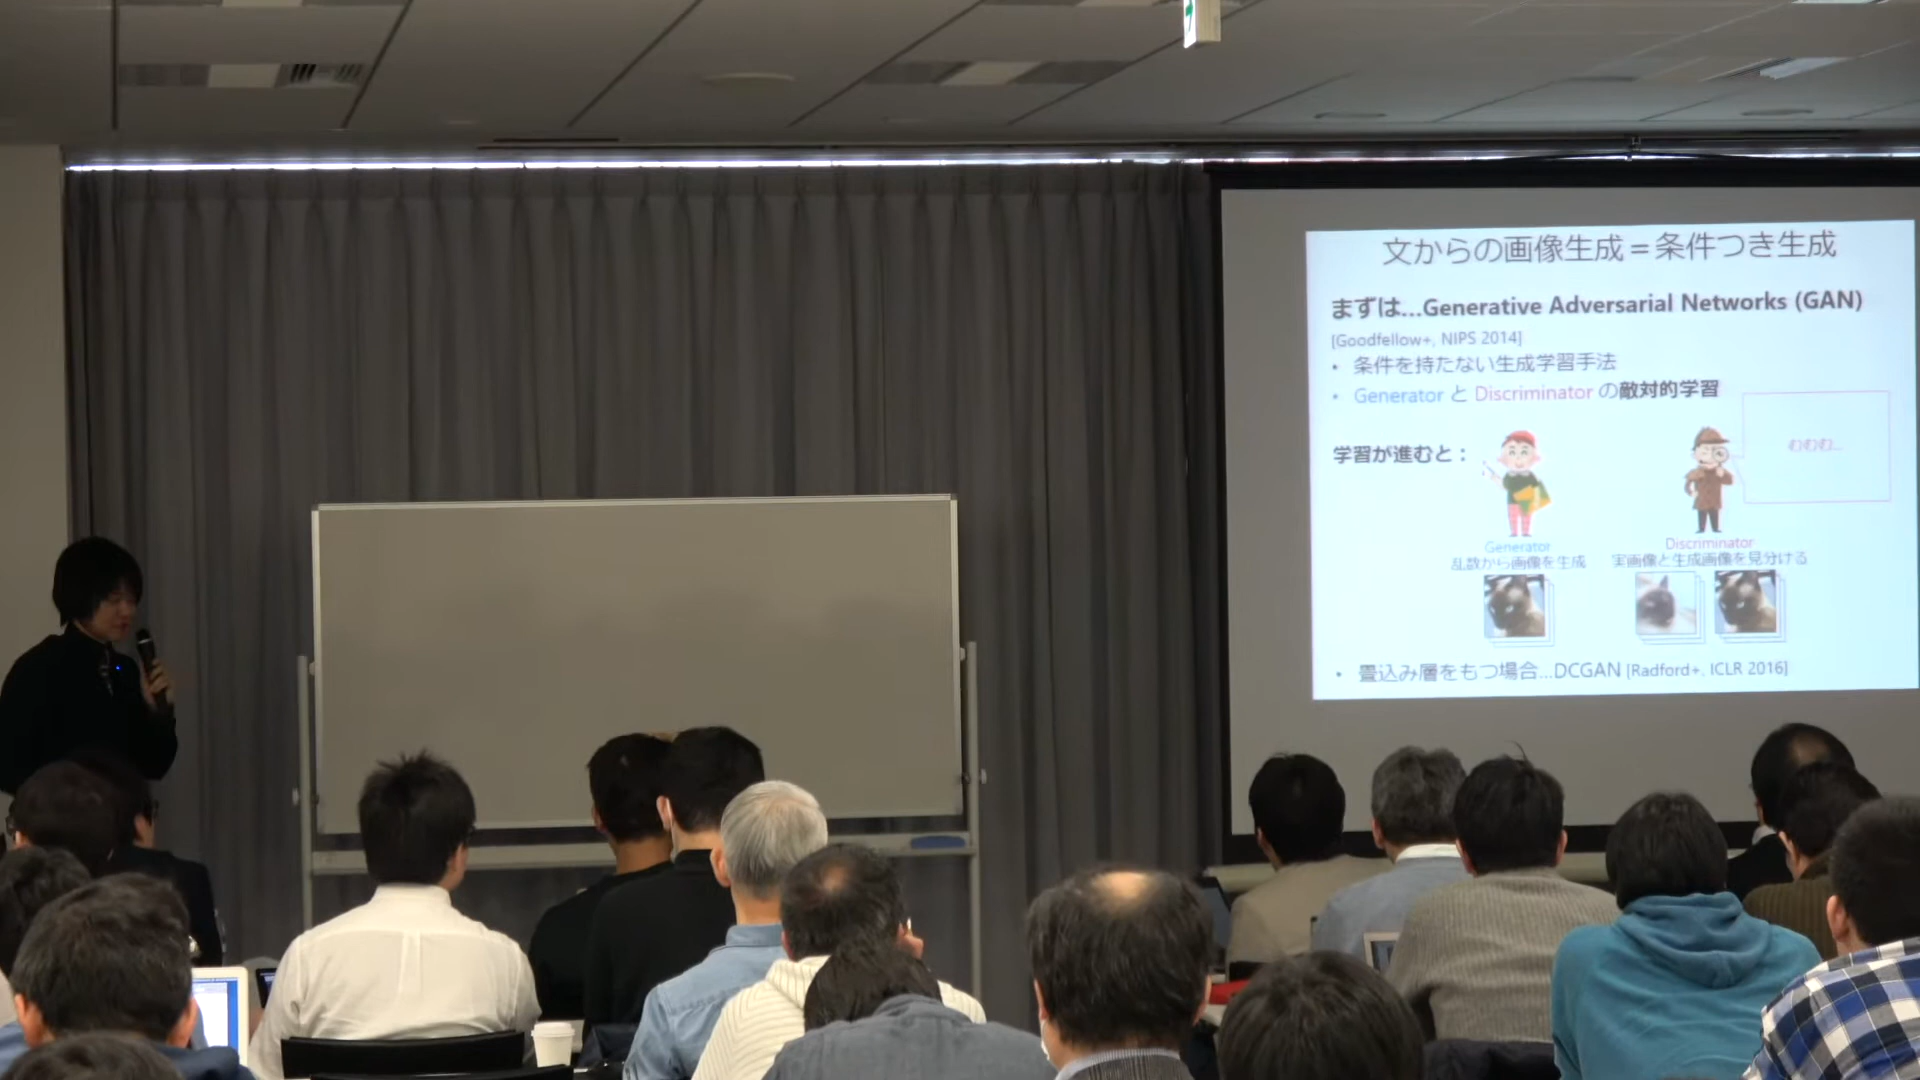 文からの画像生成＝条件つき生成
まずは…Generative Adversarial Networks (GAN)
[Goodfellow+, NIPS 2014]
• 条件を持たない生成学習手法
• Generator と Discriminator の敵対的学習
学習が進むと：
むむむ…
Generator
乱数から画像を生成
Discriminator
実画像と生成画像を見分ける
• 畳込み層をもつ場合…DCGAN [Radford+, ICLR 2016]